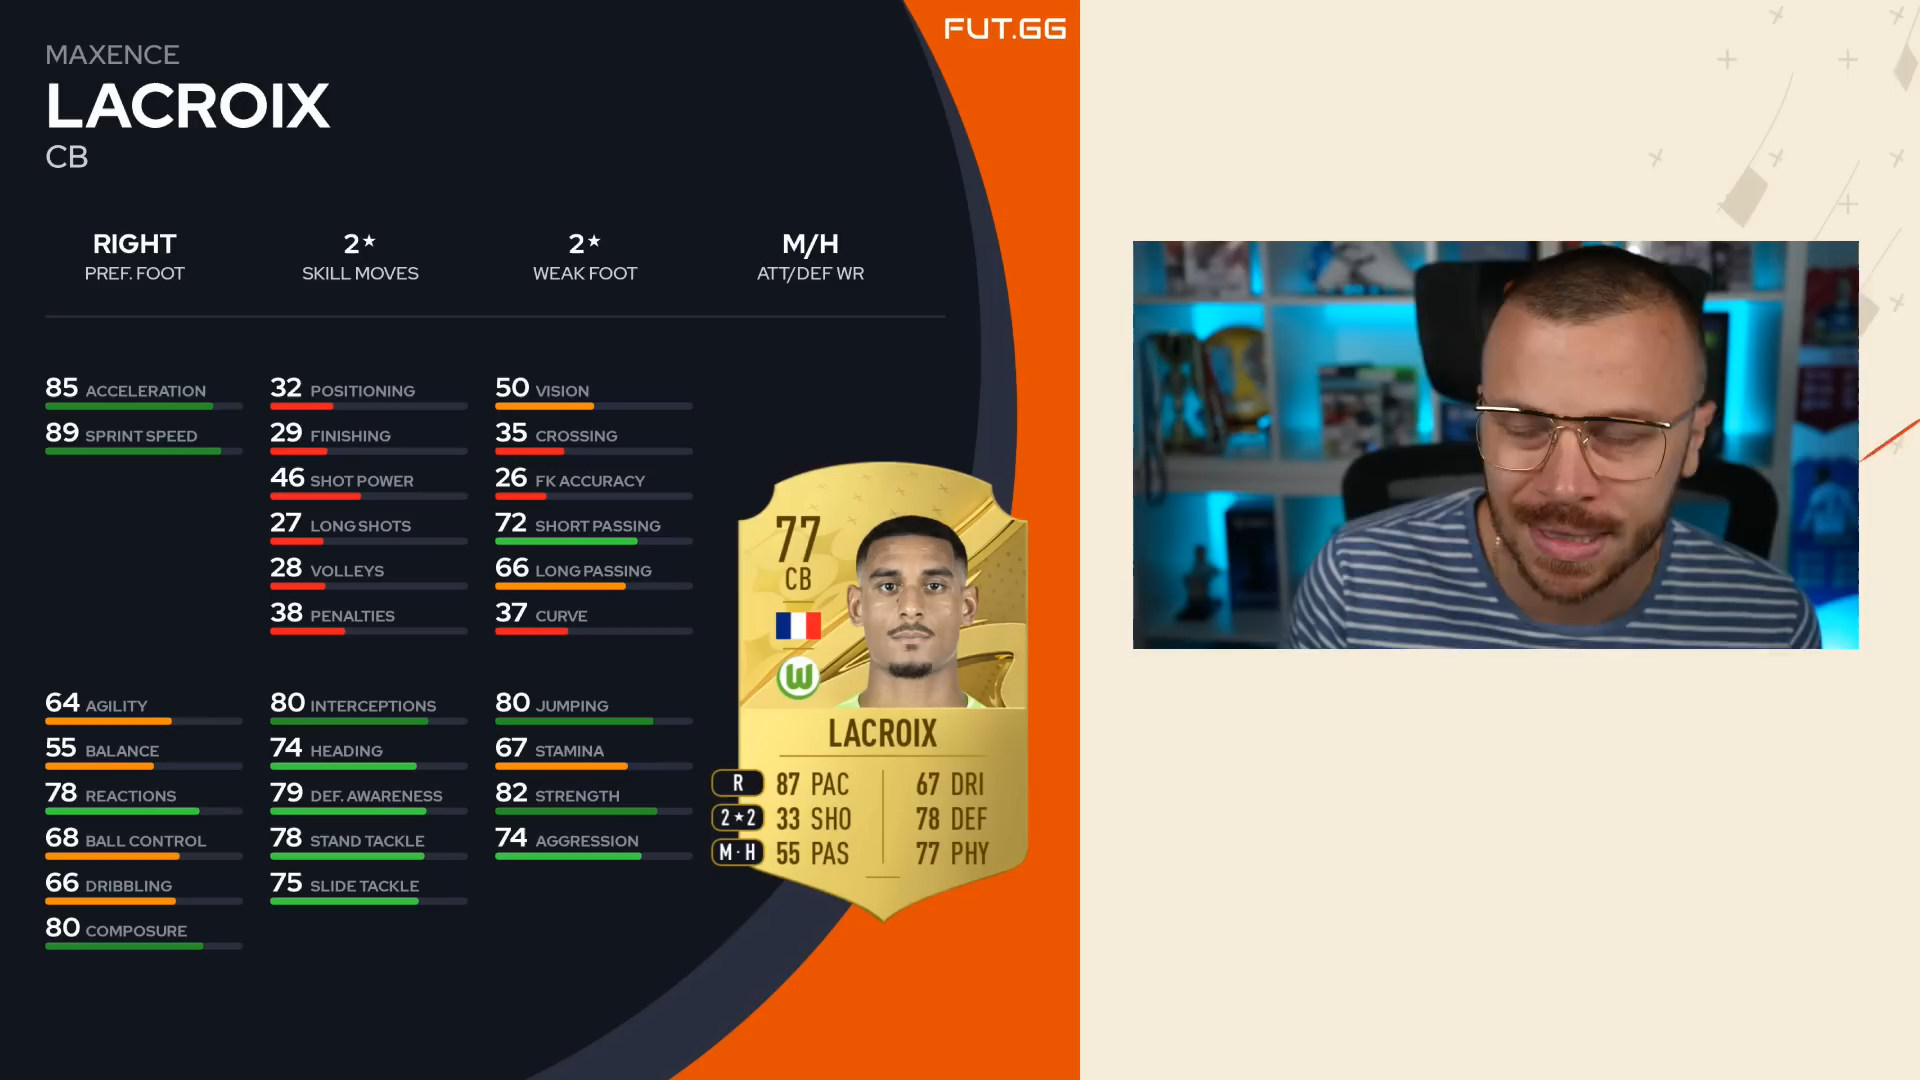 FUT.GG
MAXENCE
LACROIX
CB
RIGHT
PREF. FOOT
2★
SKILL MOVES
2★
WEAK FOOT
M/H
ATT/DEF WR
85 ACCELERATION
89 SPRINT SPEED
32 POSITIONING
29 FINISHING
46 SHOT POWER
27 LONG SHOTS
28 VOLLEYS
38 PENALTIES
50 VISION
35 CROSSING
26 FK ACCURACY
72 SHORT PASSING
66 LONG PASSING
37 CURVE
64 AGILITY
55 BALANCE
78 REACTIONS
68 BALL CONTROL
66 DRIBBLING
80 COMPOSURE
80 INTERCEPTIONS
74 HEADING
79 DEF. AWARENESS
78 STAND TACKLE
75 SLIDE TACKLE
80 JUMPING
67 STAMINA
82 STRENGTH
74 AGGRESSION
77
CB
W
LACROIX
R 87 PAC 67 DRI
2★2 33 SHO 78 DEF
M·H 55 PAS 77 PHY